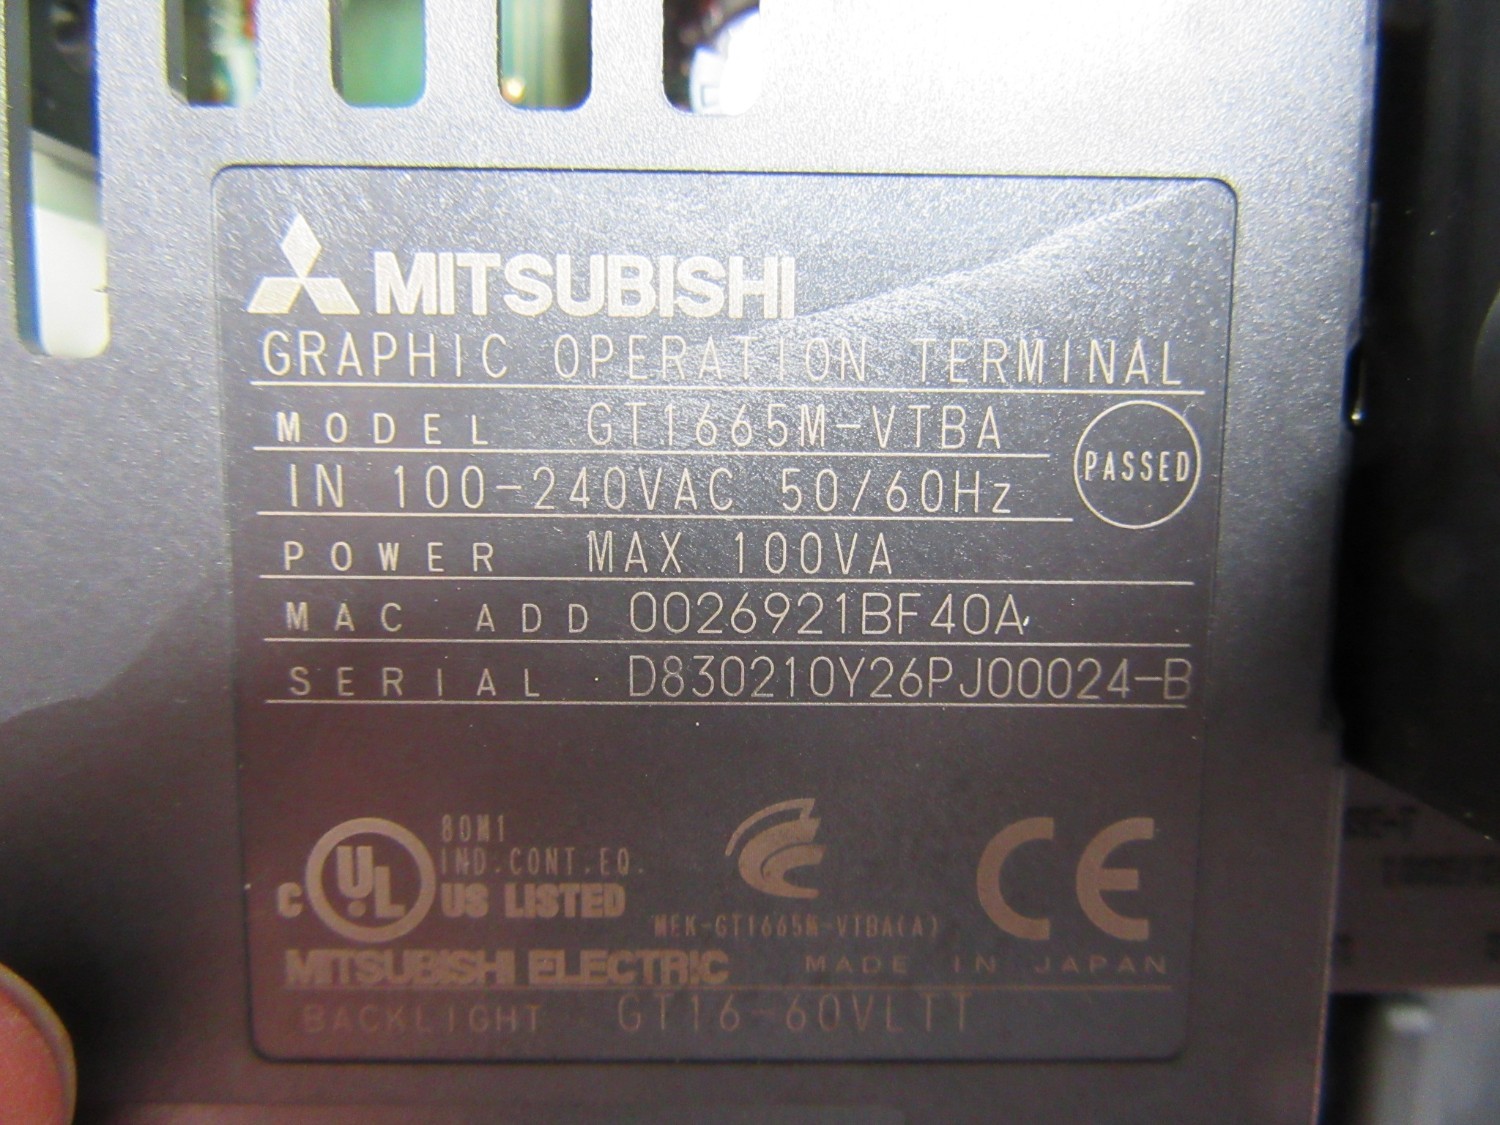 MITSUBISHI
GRAPHIC OPERATION TERMINAL
MODEL GT1665M-VTBA
PASSED
IN 100-240VAC 50/60Hz
POWER MAX 100VA
MAC ADD 0026921BF40A
SERIAL D830210Y26PJ00024-B
80M1
IND.CONT.EQ.
C UL US LISTED
MEK-GT1665M-VTBA(A)
CE
MITSUBISHI ELECTRIC MADE IN JAPAN
BACKLIGHT GT16-60VLTT